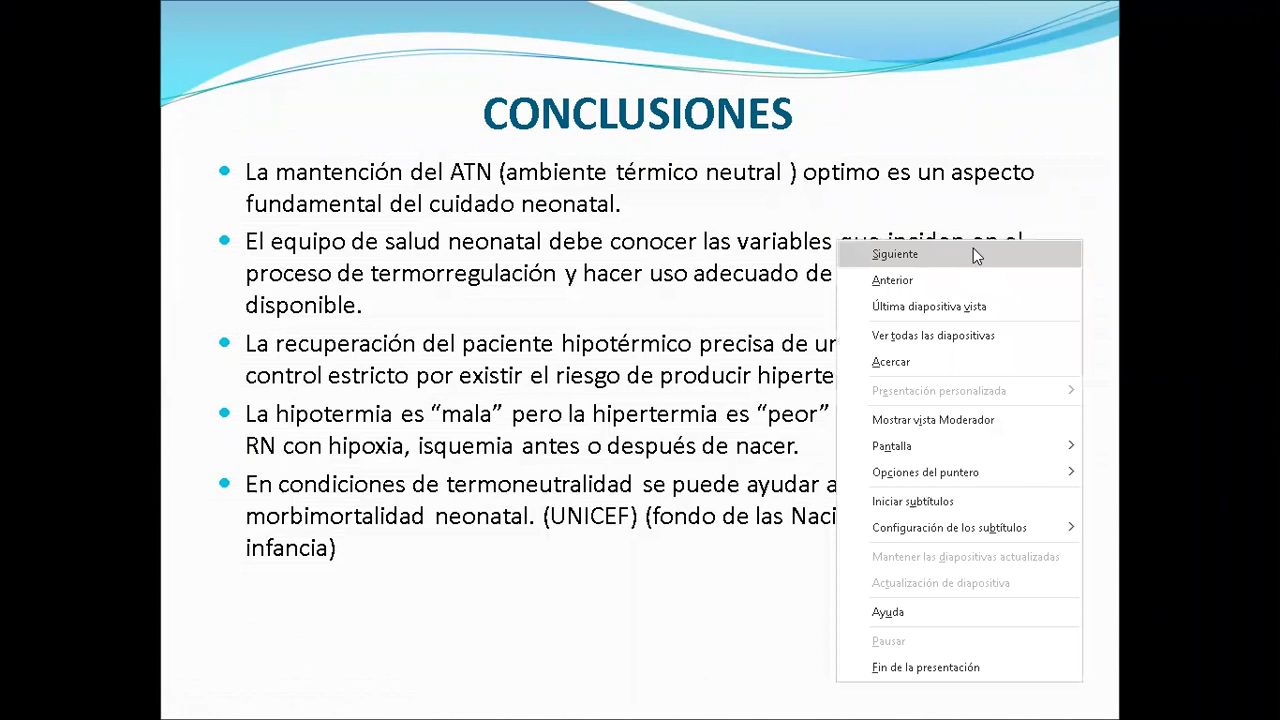 CONCLUSIONES
La mantención del ATN (ambiente térmico neutral ) optimo es un aspecto
fundamental del cuidado neonatal.
El equipo de salud neonatal debe conocer las variables que inciden en el
proceso de termorregulación y hacer uso adecuado de
disponible.
La recuperación del paciente hipotérmico precisa de
control estricto por existir el riesgo de producir
La hipotermia es “mala” pero la hipertermia es “peor”
RN con hipoxia, isquemia antes o después de nacer.
En condiciones de termoneutralidad se puede ayudar
morbimortalidad neonatal. (UNICEF) (fondo de las
infancia)
Siguiente
Anterior
Última diapositiva vista
Ver todas las diapositivas
Acercar
Presentación personalizada
Mostrar vista Moderador
Pantalla
Opciones del puntero
Iniciar subtítulos
Configuración de los subtítulos
Mantener las diapositivas actualizadas
Actualización de diapositiva
Ayuda
Pausar
Fin de la presentación